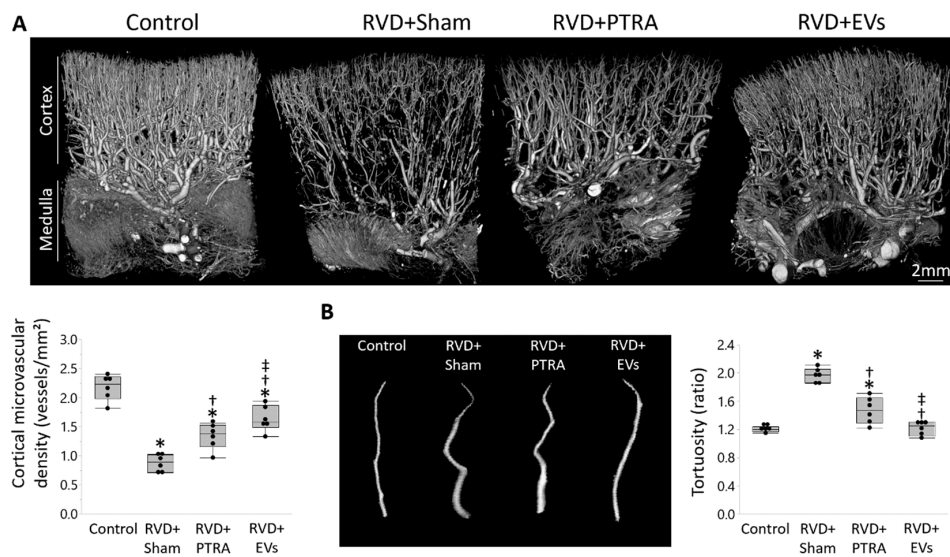 A
Control
RVD+Sham
RVD+PTRA
RVD+EVs
Cortex
Medulla
2mm
Cortical microvascular
density (vessels/mm²)
3.0
2.5
2.0
1.5
1.0
0.5
0.0
*
†
*
‡
†
*
Control
RVD+
Sham
RVD+
PTRA
RVD+
EVs
B
Control
RVD+
Sham
RVD+
PTRA
RVD+
EVs
Tortuosity (ratio)
2.4
2.0
1.6
1.2
0.8
0.4
0.0
*
†
*
‡
†
Control
RVD+
Sham
RVD+
PTRA
RVD+
EVs